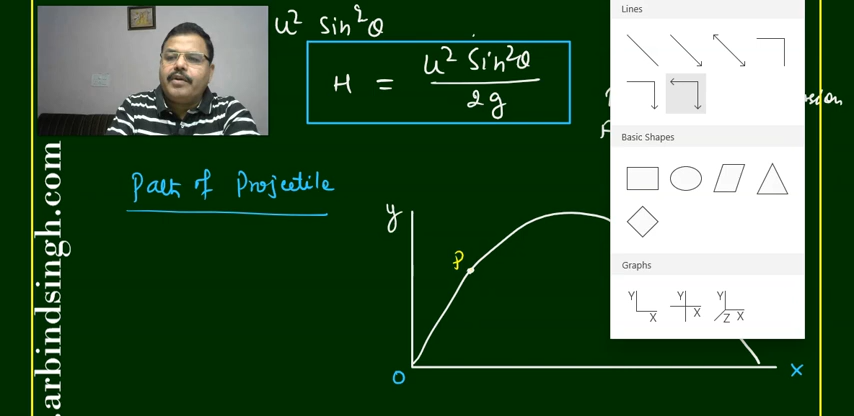 u² Sin²θ
H = u² Sin²θ / 2g
Path of Projectile
y
P
O
X
.arbindsingh.com
Lines
Basic Shapes
Graphs
Y
X
Y
X
Y
Z
X